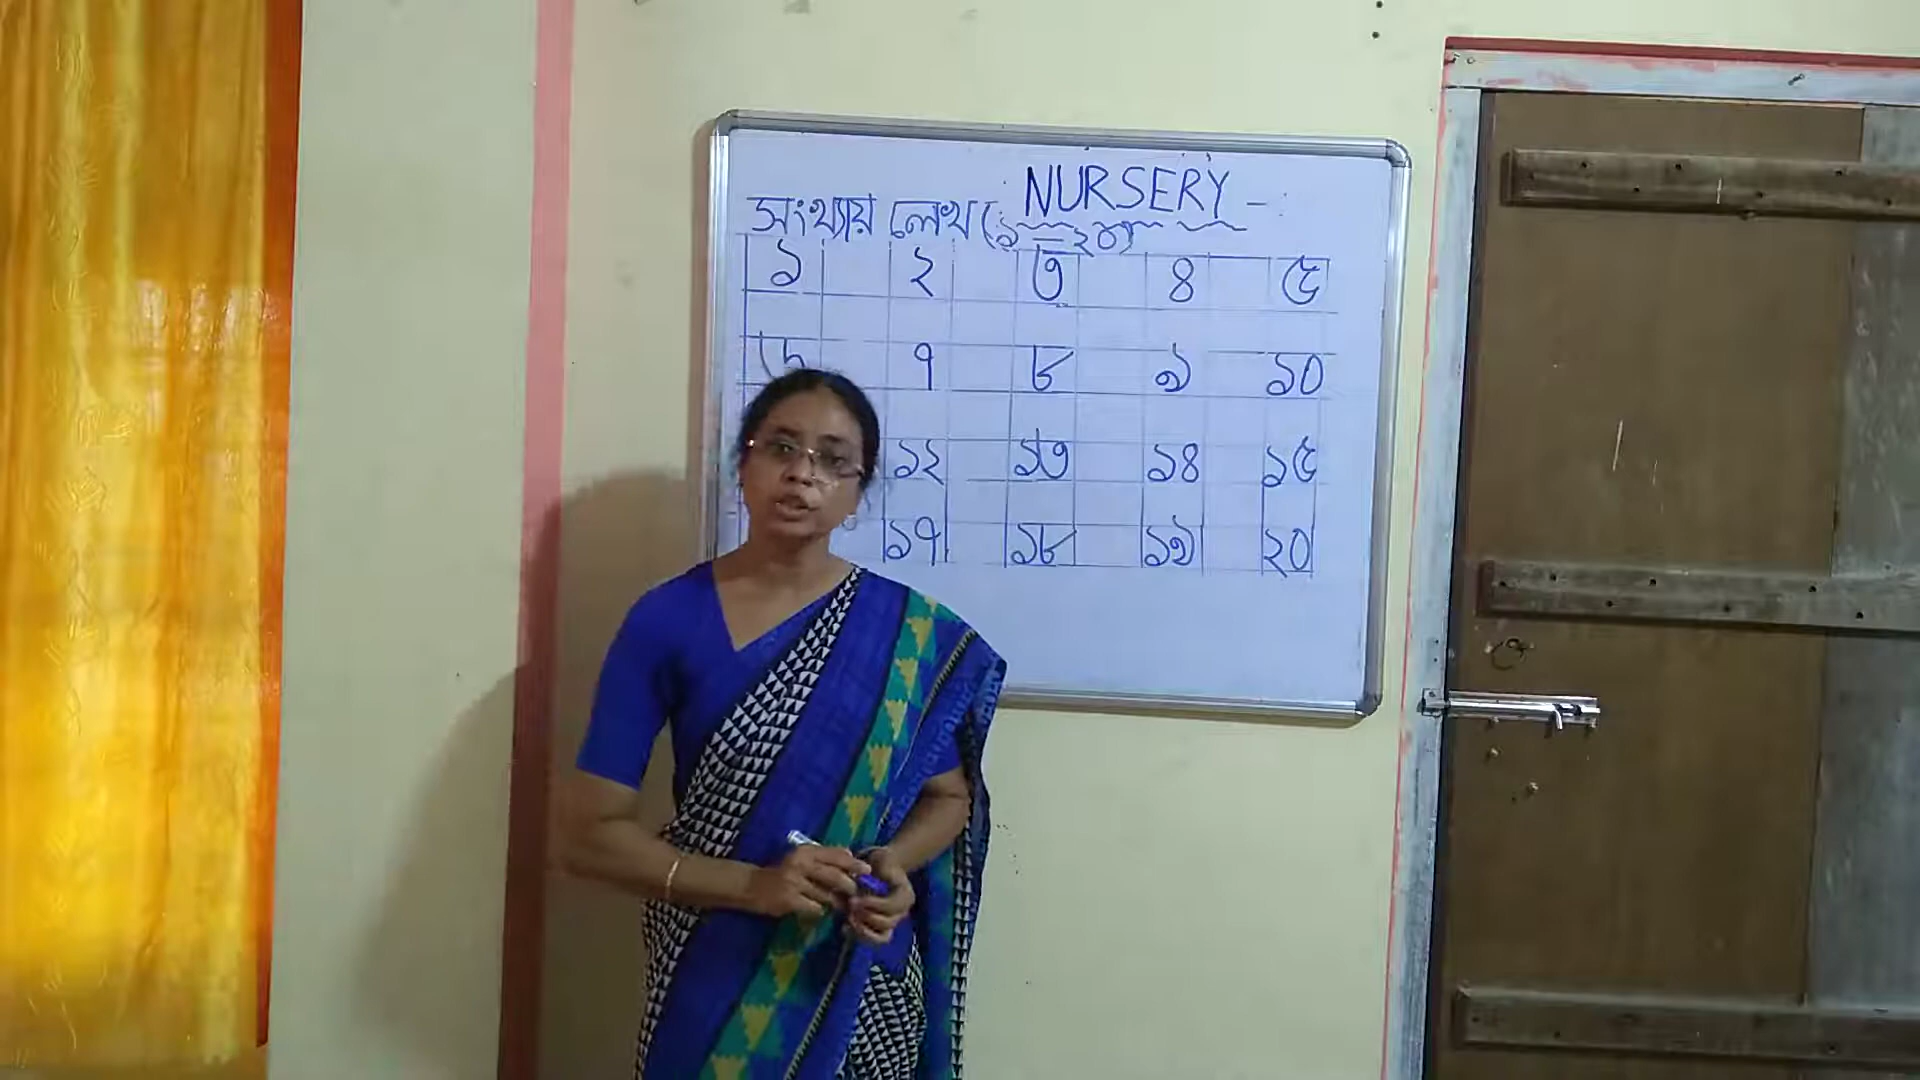 NURSERY -
সংখ্যায় লেখ (১ - ২০)
১ ২ ৩ ৪ ৫
৬ ৭ ৮ ৯ ১০
১২ ১৩ ১৪ ১৫
১৭ ১৮ ১৯ ২০